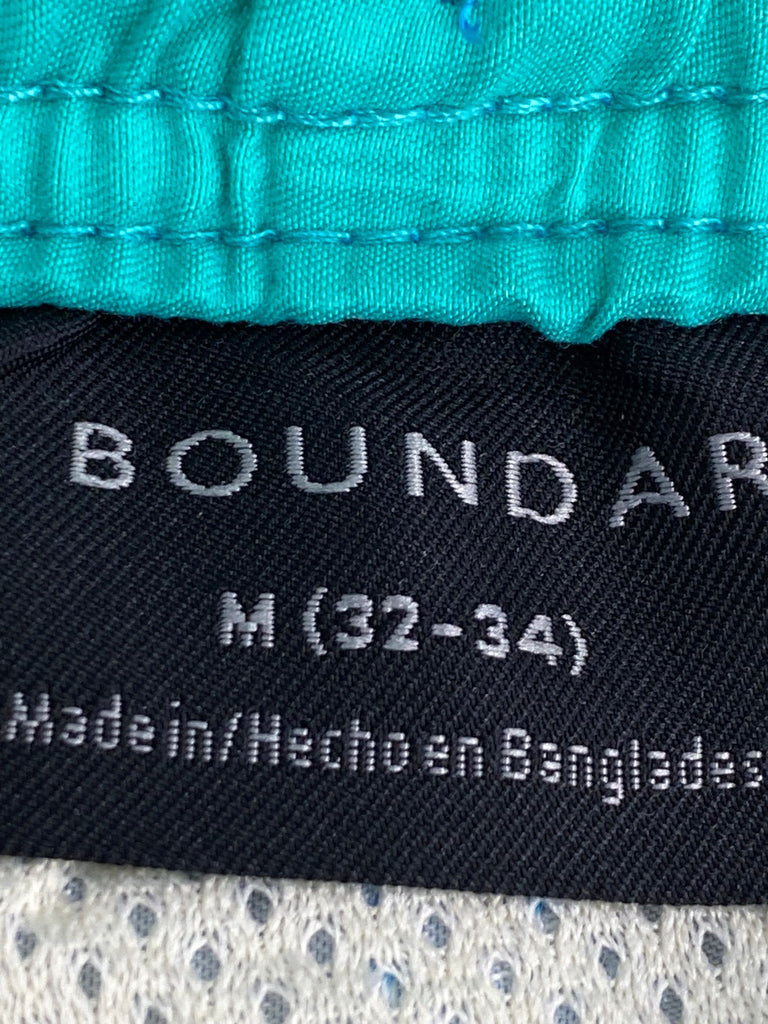 BOUNDAR
M (32-34)
Made in/Hecho en Banglades